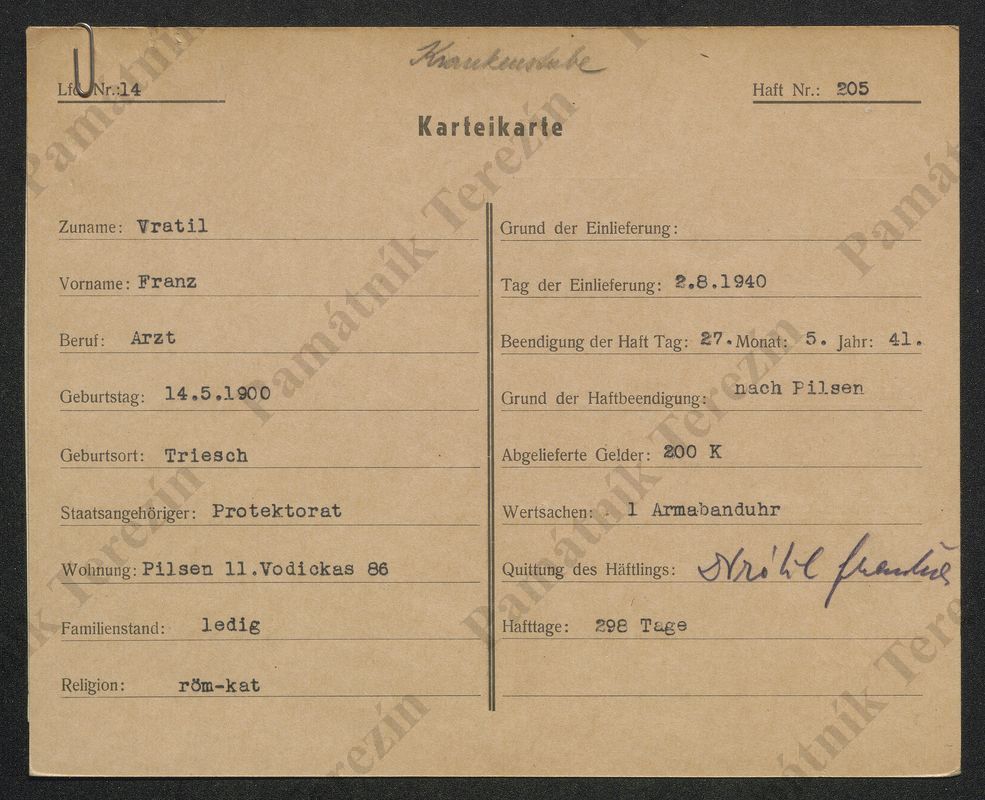 Krankenstube
Lfd. Nr.: 14
Haft Nr.: 205
Karteikarte
Zuname: Vratil
Vorname: Franz
Beruf: Arzt
Geburtstag: 14.5.1900
Geburtsort: Triesch
Staatsangehöriger: Protektorat
Wohnung: Pilsen 11.Vodickas 86
Familienstand: ledig
Religion: röm-kat
Grund der Einlieferung:
Tag der Einlieferung: 2.8.1940
Beendigung der Haft Tag: 27. Monat: 5. Jahr: 41.
Grund der Haftbeendigung: nach Pilsen
Abgelieferte Gelder: 200 K
Wertsachen: 1 Armabanduhr
Quittung des Häftlings:
Hafttage: 298 Tage
Památník Terezín